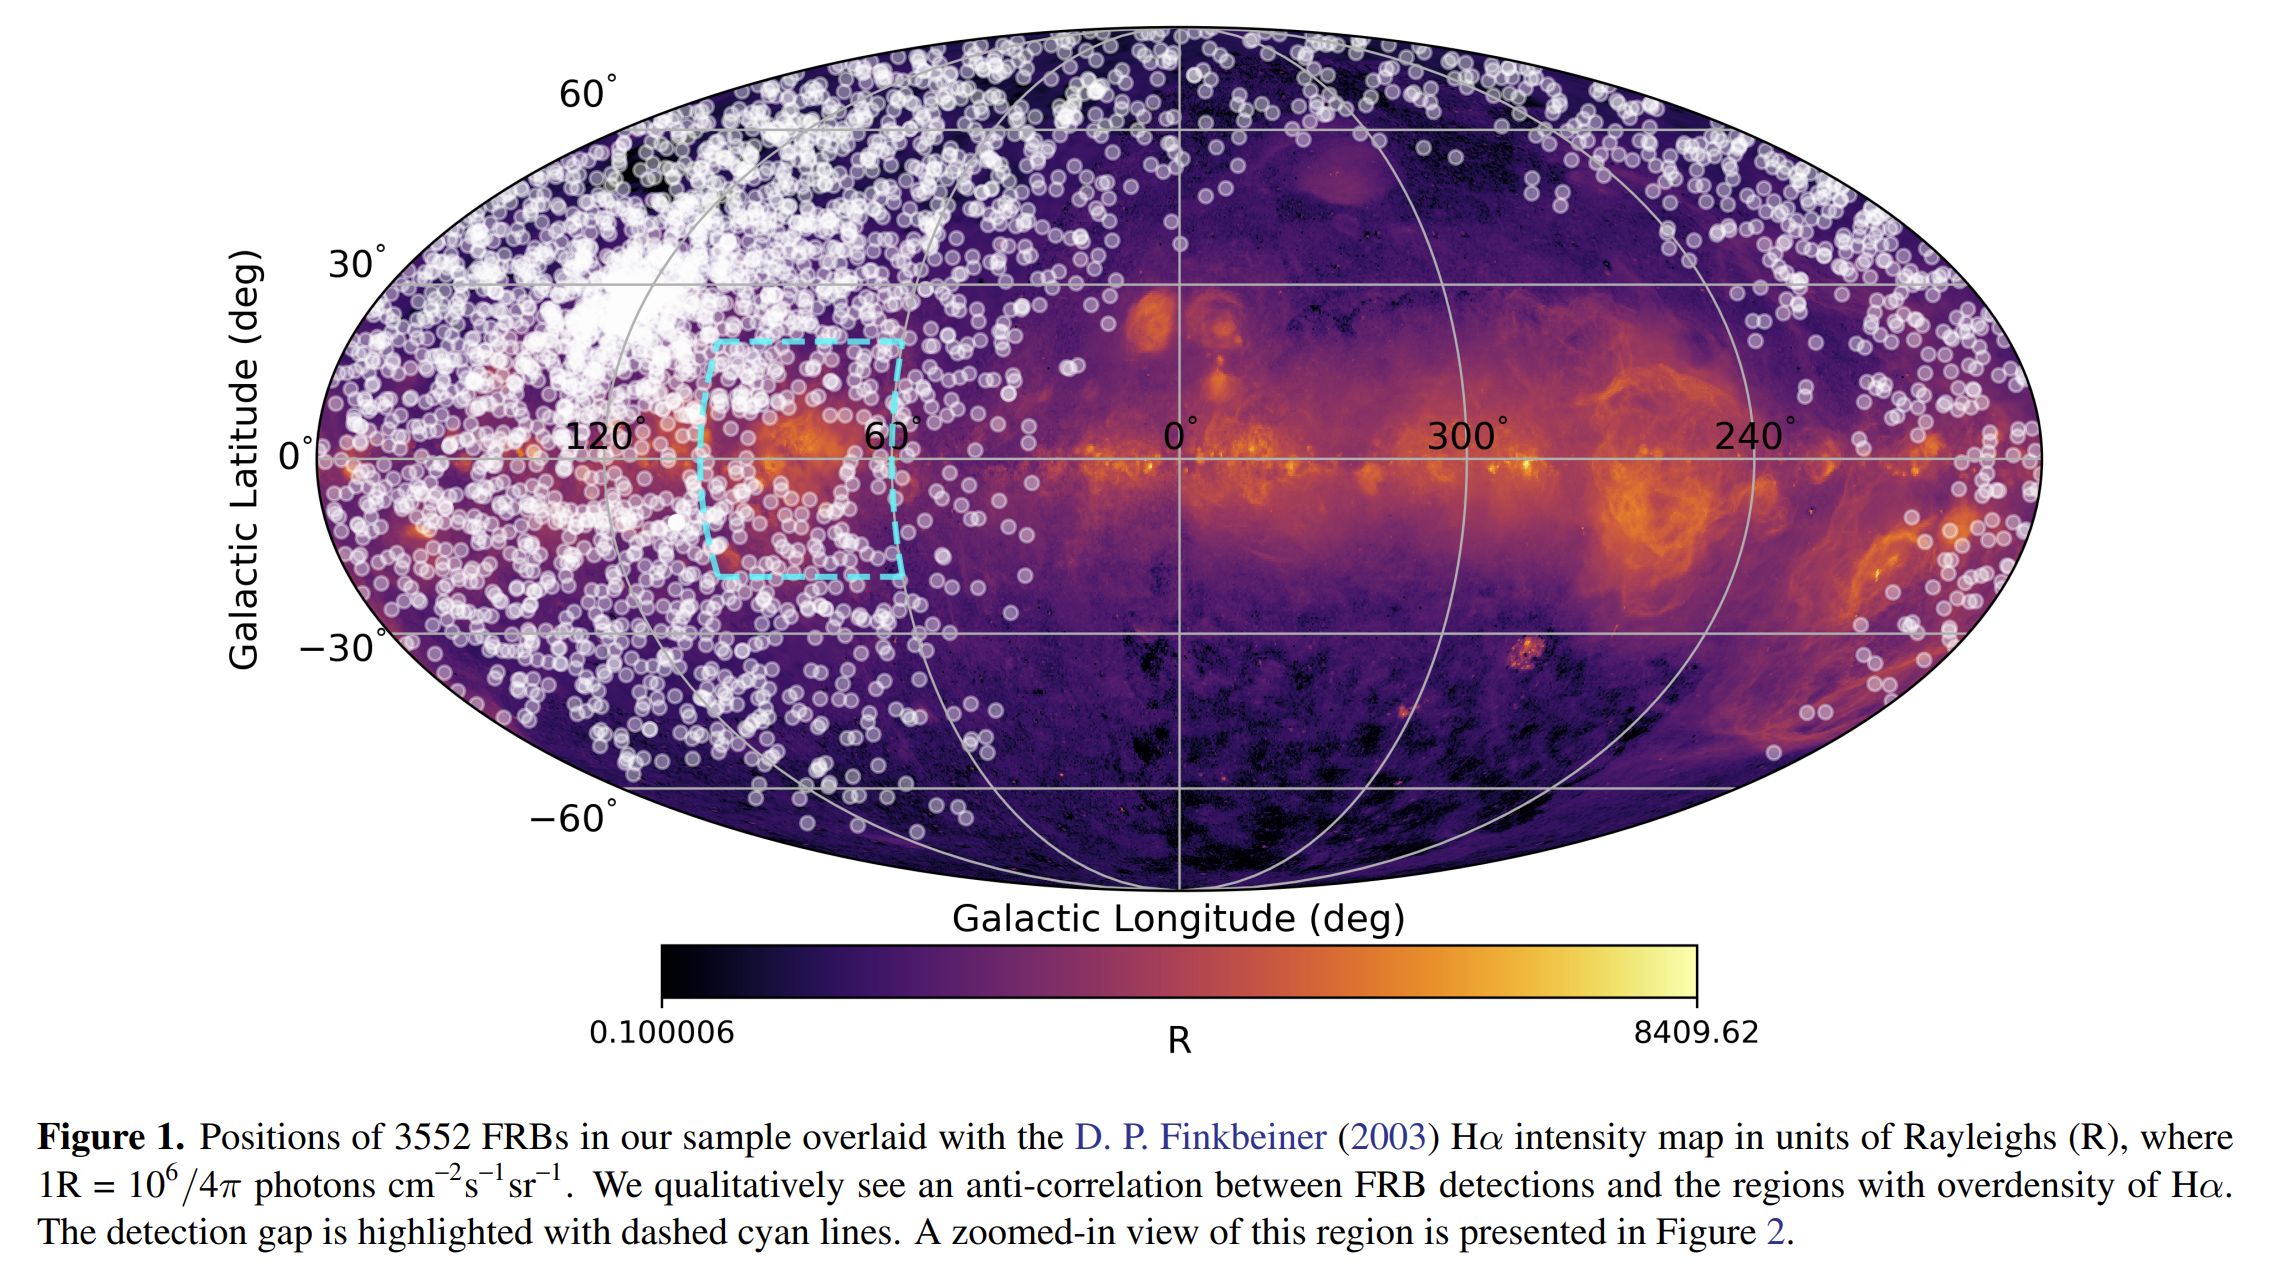 60°
30°
0°
−30°
−60°
Galactic Latitude (deg)
120° 60° 0° 300° 240°
Galactic Longitude (deg)
0.100006 R 8409.62
Figure 1. Positions of 3552 FRBs in our sample overlaid with the D. P. Finkbeiner (2003) Hα intensity map in units of Rayleighs (R), where
1R = 10⁶/4π photons cm⁻²s⁻¹sr⁻¹. We qualitatively see an anti-correlation between FRB detections and the regions with overdensity of Hα.
The detection gap is highlighted with dashed cyan lines. A zoomed-in view of this region is presented in Figure 2.